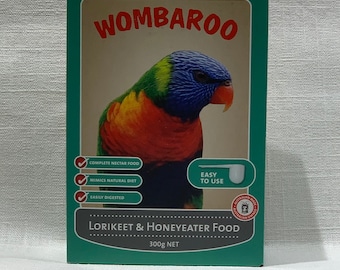 WOMBAROO
COMPLETE NECTAR FOOD
MIMICS NATURAL DIET
EASILY DIGESTED
EASY
TO USE
LORIKEET & HONEYEATER FOOD
300g NET